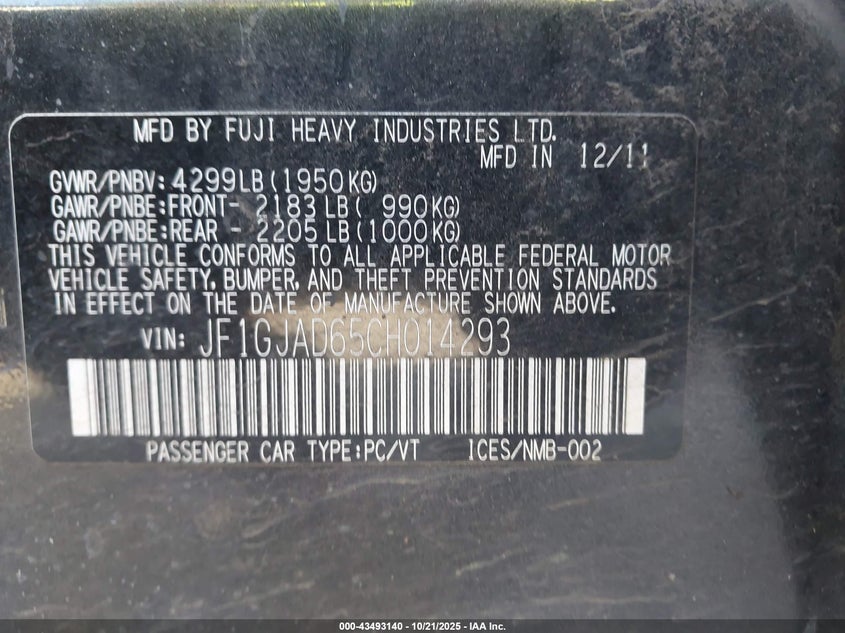 MFD BY FUJI HEAVY INDUSTRIES LTD.
MFD IN 12/11
GVWR/PNBV: 4299LB (1950KG)
GAWR/PNBE:FRONT- 2183 LB ( 990KG)
GAWR/PNBE:REAR - 2205 LB (1000KG)
THIS VEHICLE CONFORMS TO ALL APPLICABLE FEDERAL MOTOR
VEHICLE SAFETY, BUMPER, AND THEFT PREVENTION STANDARDS
IN EFFECT ON THE DATE OF MANUFACTURE SHOWN ABOVE.
VIN: JF1GJAD65CH014293
PASSENGER CAR TYPE:PC/VT ICES/NMB-002
000-43493140 - 10/21/2025 - IAA Inc.